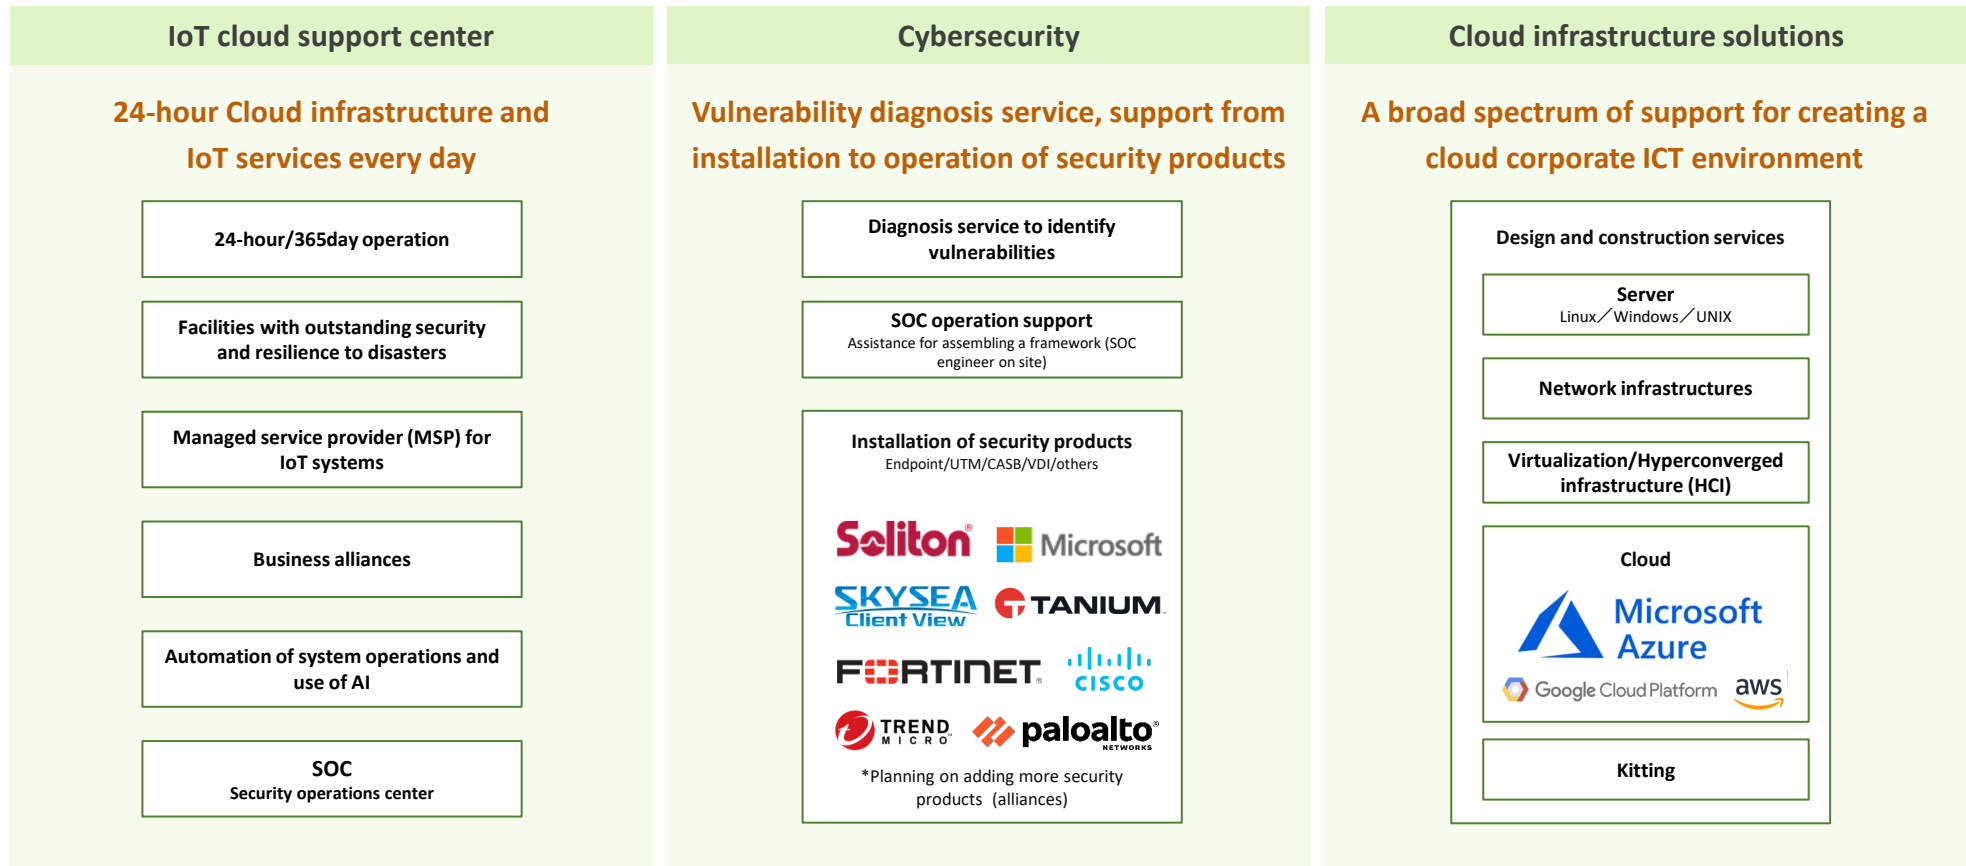 IoT cloud support center
24-hour Cloud infrastructure and
IoT services every day
24-hour/365day operation
Facilities with outstanding security
and resilience to disasters
Managed service provider (MSP) for
IoT systems
Business alliances
Automation of system operations and
use of AI
SOC
Security operations center
Cybersecurity
Vulnerability diagnosis service, support from
installation to operation of security products
Diagnosis service to identify
vulnerabilities
SOC operation support
Assistance for assembling a framework (SOC
engineer on site)
Installation of security products
Endpoint/UTM/CASB/VDI/others
Soliton®
Microsoft
SKYSEA
Client View
TANIUM™
FORTINET®
CISCO
TREND
MICRO™
paloalto®
NETWORKS
*Planning on adding more security
products (alliances)
Cloud infrastructure solutions
A broad spectrum of support for creating a
cloud corporate ICT environment
Design and construction services
Server
Linux／Windows／UNIX
Network infrastructures
Virtualization/Hyperconverged
infrastructure (HCI)
Cloud
Microsoft
Azure
Google Cloud Platform
aws
Kitting